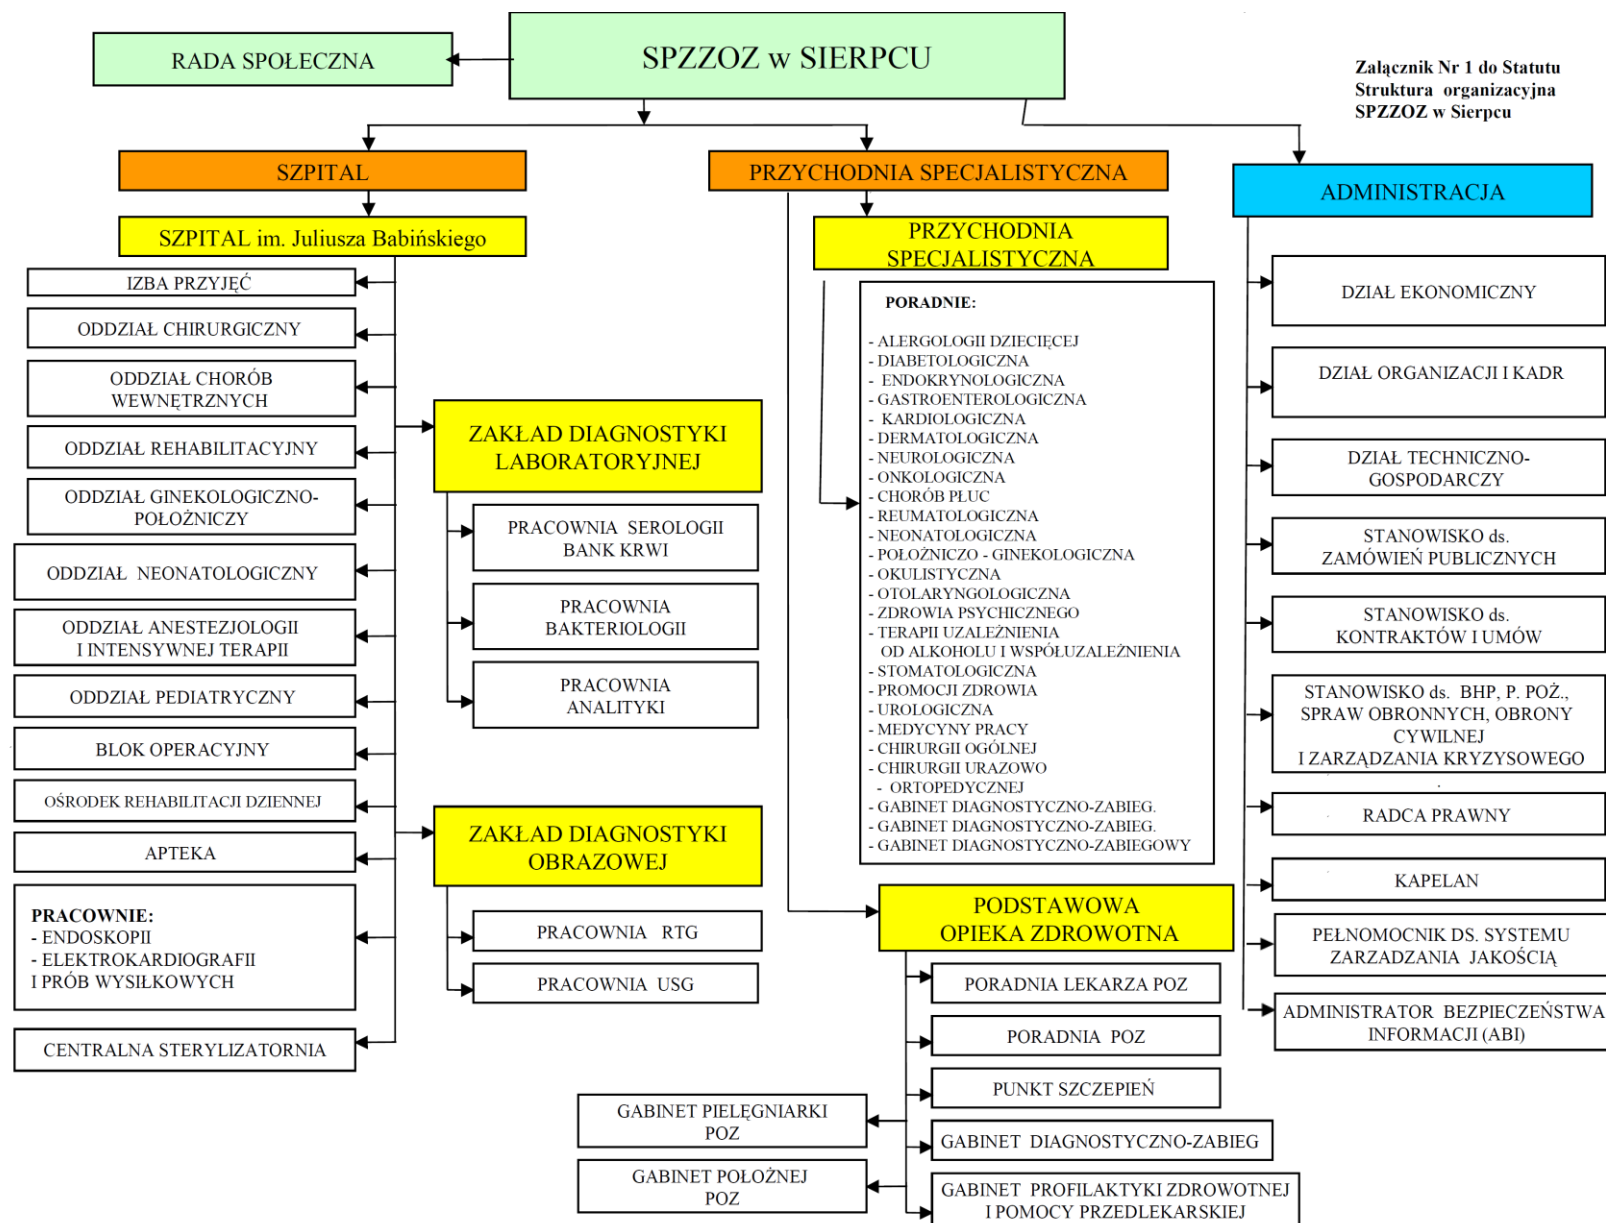 RADA SPOŁECZNA
SPZZOZ w SIERPCU
Załącznik Nr 1 do Statutu
Struktura organizacyjna
SPZZOZ w Sierpcu
SZPITAL
SZPITAL im. Juliusza Babińskiego
IZBA PRZYJĘĆ
ODDZIAŁ CHIRURGICZNY
ODDZIAŁ CHORÓB
WEWNĘTRZNYCH
ODDZIAŁ REHABILITACYJNY
ODDZIAŁ GINEKOLOGICZNO-
POŁOŻNICZY
ODDZIAŁ NEONATOLOGICZNY
ODDZIAŁ ANESTEZJOLOGII
I INTENSYWNEJ TERAPII
ODDZIAŁ PEDIATRYCZNY
BLOK OPERACYJNY
OŚRODEK REHABILITACJI DZIENNEJ
APTEKA
PRACOWNIE:
- ENDOSKOPII
- ELEKTROKARDIOGRAFII
I PRÓB WYSIŁKOWYCH
CENTRALNA STERYLIZATORNIA
ZAKŁAD DIAGNOSTYKI
LABORATORYJNEJ
PRACOWNIA SEROLOGII
BANK KRWI
PRACOWNIA
BAKTERIOLOGII
PRACOWNIA
ANALITYKI
ZAKŁAD DIAGNOSTYKI
OBRAZOWEJ
PRACOWNIA RTG
PRACOWNIA USG
PRZYCHODNIA SPECJALISTYCZNA
PRZYCHODNIA
SPECJALISTYCZNA
PORADNIE:
- ALERGOLOGII DZIECIĘCEJ
- DIABETOLOGICZNA
- ENDOKRYNOLOGICZNA
- GASTROENTEROLOGICZNA
- KARDIOLOGICZNA
- DERMATOLOGICZNA
- NEUROLOGICZNA
- ONKOLOGICZNA
- CHORÓB PŁUC
- REUMATOLOGICZNA
- NEONATOLOGICZNA
- POŁOŻNICZO - GINEKOLOGICZNA
- OKULISTYCZNA
- OTOLARYNGOLOGICZNA
- ZDROWIA PSYCHICZNEGO
- TERAPII UZALEŻNIENIA
OD ALKOHOLU I WSPÓŁUZALEŻNIENIA
- STOMATOLOGICZNA
- PROMOCJI ZDROWIA
- UROLOGICZNA
- MEDYCYNY PRACY
- CHIRURGII OGÓLNEJ
- CHIRURGII URAZOWO
- ORTOPEDYCZNEJ
- GABINET DIAGNOSTYCZNO-ZABIEG.
- GABINET DIAGNOSTYCZNO-ZABIEG.
- GABINET DIAGNOSTYCZNO-ZABIEGOWY
PODSTAWOWA
OPIEKA ZDROWOTNA
PORADNIA LEKARZA POZ
PORADNIA POZ
PUNKT SZCZEPIEŃ
GABINET PIELĘGNIARKI
POZ
GABINET DIAGNOSTYCZNO-ZABIEG
GABINET POŁOŻNEJ
POZ
GABINET PROFILAKTYKI ZDROWOTNEJ
I POMOCY PRZEDLEKARSKIEJ
ADMINISTRACJA
DZIAŁ EKONOMICZNY
DZIAŁ ORGANIZACJI I KADR
DZIAŁ TECHNICZNO-
GOSPODARCZY
STANOWISKO ds.
ZAMÓWIEŃ PUBLICZNYCH
STANOWISKO ds.
KONTRAKTÓW I UMÓW
STANOWISKO ds. BHP, P. POŻ.,
SPRAW OBRONNYCH, OBRONY
CYWILNEJ
I ZARZĄDZANIA KRYZYSOWEGO
RADCA PRAWNY
KAPELAN
PEŁNOMOCNIK DS. SYSTEMU
ZARZADZANIA JAKOŚCIĄ
ADMINISTRATOR BEZPIECZEŃSTWA
INFORMACJI (ABI)